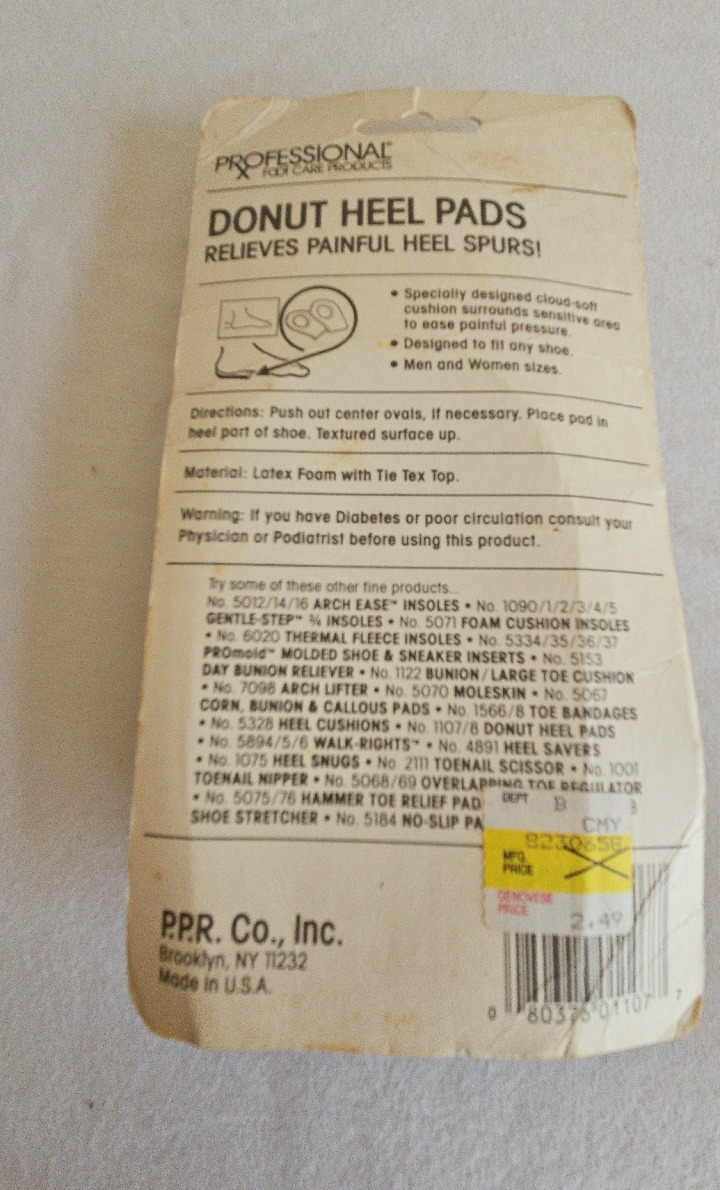 PROFESSIONAL
Rx FOOT CARE PRODUCTS
DONUT HEEL PADS
RELIEVES PAINFUL HEEL SPURS!
• Specially designed cloud-soft
cushion surrounds sensitive area
to ease painful pressure.
• Designed to fit any shoe.
• Men and Women sizes.
Directions: Push out center ovals, if necessary. Place pad in
heel part of shoe. Textured surface up.
Material: Latex Foam with Tie Tex Top.
Warning: If you have Diabetes or poor circulation consult your
Physician or Podiatrist before using this product.
Try some of these other fine products...
No. 5012/14/16 ARCH EASE™ INSOLES • No. 1090/1/2/3/4/5
GENTLE-STEP™ ¾ INSOLES • No. 5071 FOAM CUSHION INSOLES
• No. 6020 THERMAL FLEECE INSOLES • No. 5334/35/36/37
PROmold™ MOLDED SHOE & SNEAKER INSERTS • No. 5153
DAY BUNION RELIEVER • No. 1122 BUNION/LARGE TOE CUSHION
• No. 7098 ARCH LIFTER • No. 5070 MOLESKIN • No. 5067
CORN, BUNION & CALLOUS PADS • No. 1566/8 TOE BANDAGES
• No. 5328 HEEL CUSHIONS • No. 1107/8 DONUT HEEL PADS
• No. 5894/5/6 WALK-RIGHTS™ • No. 4891 HEEL SAVERS
• No. 1075 HEEL SNUGS • No. 2111 TOENAIL SCISSOR • No. 1001
TOENAIL NIPPER • No. 5068/69 OVERLAPPING TOE REGULATOR
• No. 5075/76 HAMMER TOE RELIEF PAD
SHOE STRETCHER • No. 5184 NO-SLIP PA
DEPT B
CMY
8230658
MFG.
PRICE
GENOVESE
PRICE
2.49
P.P.R. Co., Inc.
Brooklyn, NY 11232
Made in U.S.A.
0 80376 01107 7